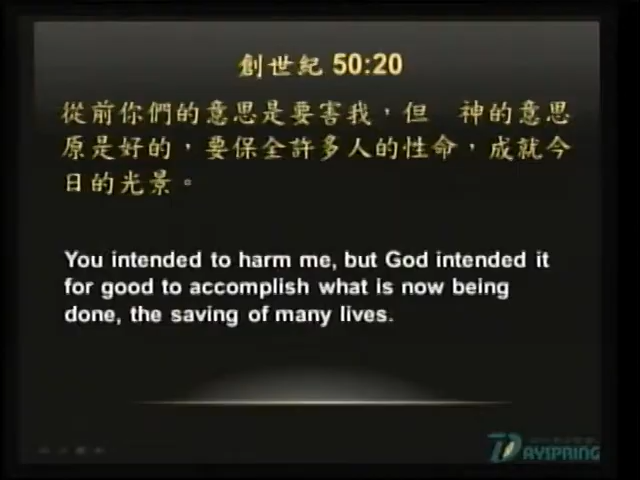 創世紀 50:20
從前你們的意思是要害我，但　神的意思
原是好的，要保全許多人的性命，成就今
日的光景。
You intended to harm me, but God intended it
for good to accomplish what is now being
done, the saving of many lives.
DAYSPRING